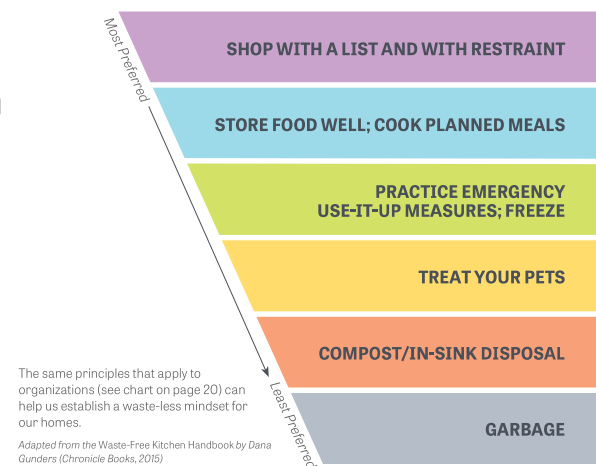 Most Preferred
SHOP WITH A LIST AND WITH RESTRAINT
STORE FOOD WELL; COOK PLANNED MEALS
PRACTICE EMERGENCY
USE-IT-UP MEASURES; FREEZE
TREAT YOUR PETS
COMPOST/IN-SINK DISPOSAL
Least Preferred
GARBAGE
The same principles that apply to
organizations (see chart on page 20) can
help us establish a waste-less mindset for
our homes.
Adapted from the Waste-Free Kitchen Handbook by Dana
Gunders (Chronicle Books, 2015)